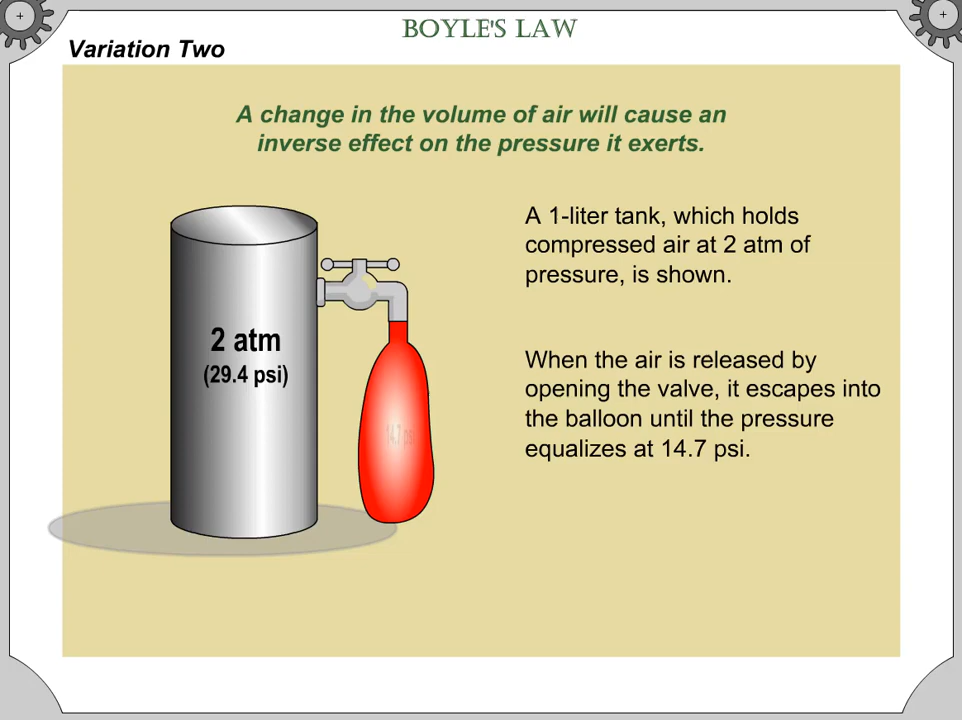 BOYLE'S LAW
Variation Two
A change in the volume of air will cause an
inverse effect on the pressure it exerts.
A 1-liter tank, which holds
compressed air at 2 atm of
pressure, is shown.
2 atm
(29.4 psi)
When the air is released by
opening the valve, it escapes into
the balloon until the pressure
equalizes at 14.7 psi.